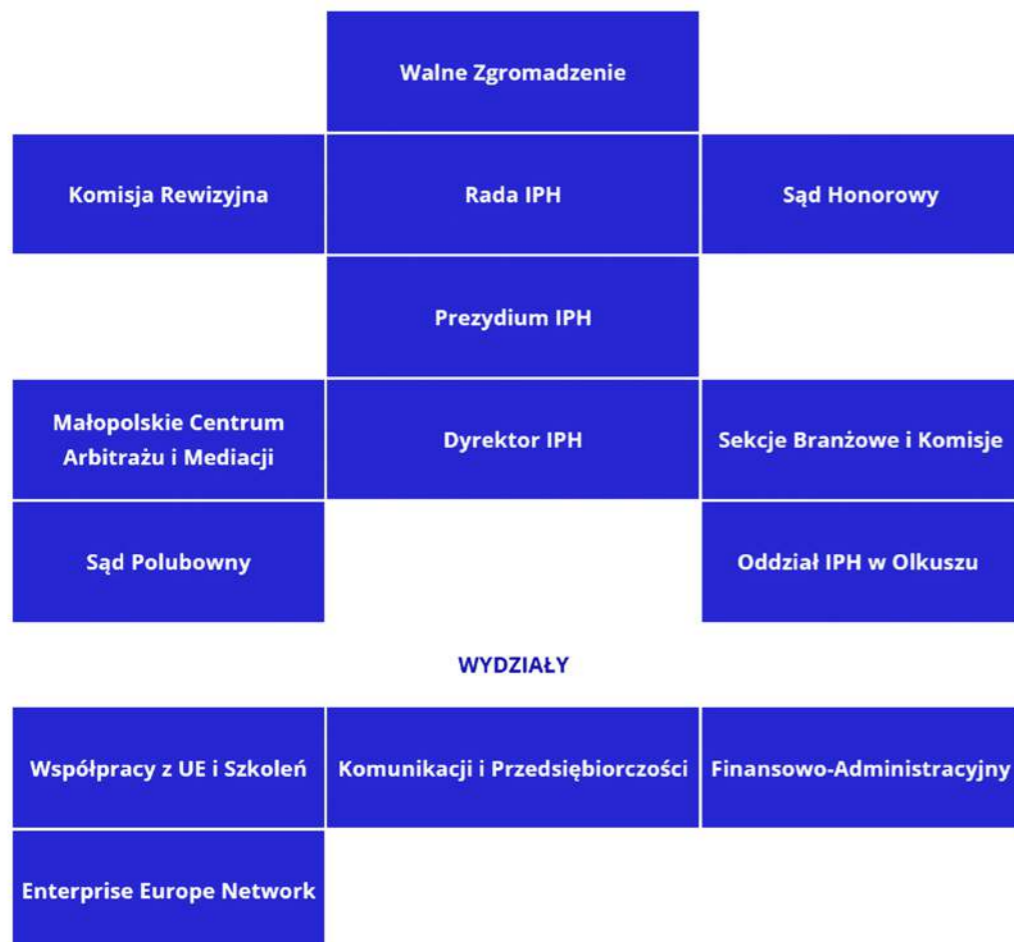 Walne Zgromadzenie
Komisja Rewizyjna
Rada IPH
Sąd Honorowy
Prezydium IPH
Małopolskie Centrum
Arbitrażu i Mediacji
Dyrektor IPH
Sekcje Branżowe i Komisje
Sąd Polubowny
Oddział IPH w Olkuszu
WYDZIAŁY
Współpracy z UE i Szkoleń
Komunikacji i Przedsiębiorczości
Finansowo-Administracyjny
Enterprise Europe Network